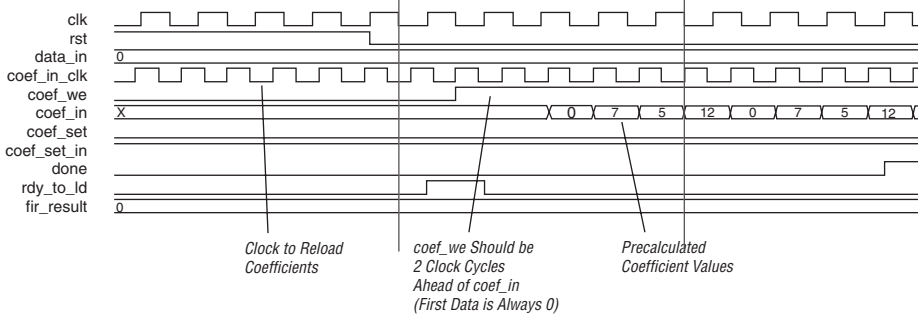 clk
rst
data_in 0
coef_in_clk
coef_we
coef_in X 0 7 5 12 0 7 5 12
coef_set
coef_set_in
done
rdy_to_ld
fir_result 0
Clock to Reload
Coefficients
coef_we Should be
2 Clock Cycles
Ahead of coef_in
(First Data is Always 0)
Precalculated
Coefficient Values